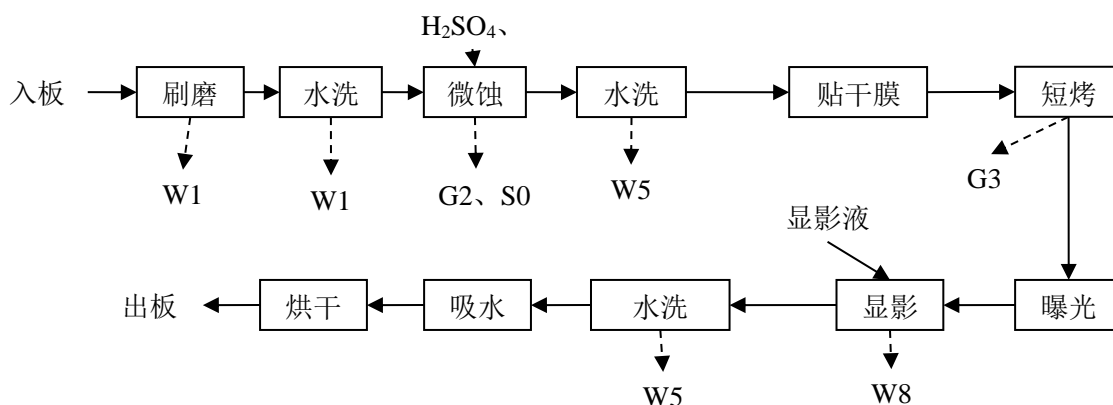 H₂SO₄、
入板 刷磨 水洗 微蚀 水洗 贴干膜 短烤
W1 W1 G2、S0 W5 G3
显影液
出板 烘干 吸水 水洗 显影 曝光
W5 W8